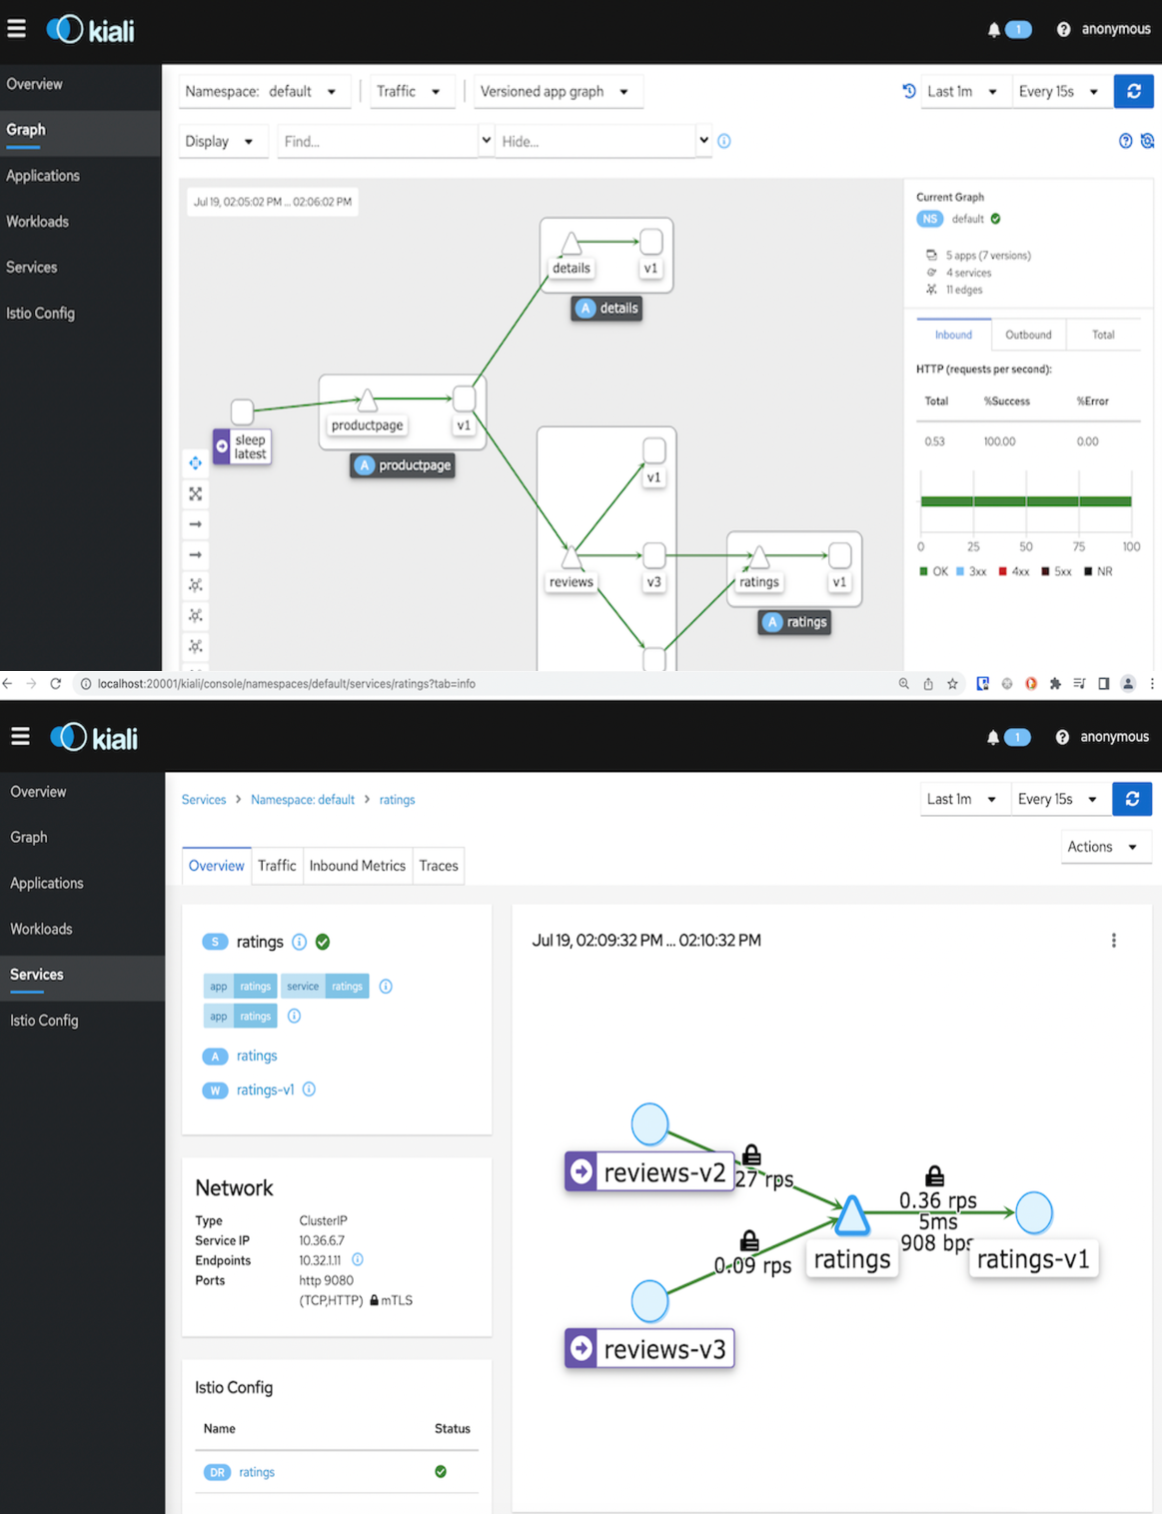 kiali
1
anonymous
Overview
Graph
Applications
Workloads
Services
Istio Config
Namespace: default
Traffic
Versioned app graph
Last 1m
Every 15s
Display
Find...
Hide...
Jul 19, 02:05:02 PM ... 02:06:02 PM
details
v1
A details
productpage
v1
A productpage
sleep
latest
v1
reviews
v3
ratings
v1
A ratings
Current Graph
NS default
5 apps (7 versions)
4 services
11 edges
Inbound
Outbound
Total
HTTP (requests per second):
Total %Success %Error
0.53 100.00 0.00
0 25 50 75 100
OK 3xx 4xx 5xx NR
localhost:20001/kiali/console/namespaces/default/services/ratings?tab=info
kiali
1
anonymous
Overview
Graph
Applications
Workloads
Services
Istio Config
Services > Namespace: default > ratings
Last 1m
Every 15s
Actions
Overview
Traffic
Inbound Metrics
Traces
S ratings
app ratings service ratings
app ratings
A ratings
W ratings-v1
Network
Type ClusterIP
Service IP 10.36.6.7
Endpoints 10.32.1.11
Ports http 9080
(TCP,HTTP) mTLS
Istio Config
Name Status
DR ratings
Jul 19, 02:09:32 PM ... 02:10:32 PM
reviews-v2
27 rps
0.09 rps
reviews-v3
ratings
0.36 rps
5ms
908 bps
ratings-v1